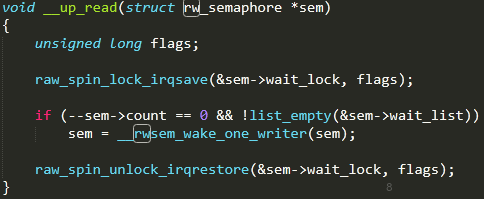 void __up_read(struct rw_semaphore *sem)
{
    unsigned long flags;

    raw_spin_lock_irqsave(&sem->wait_lock, flags);

    if (--sem->count == 0 && !list_empty(&sem->wait_list))
        sem = __rwsem_wake_one_writer(sem);

    raw_spin_unlock_irqrestore(&sem->wait_lock, flags);
}
8